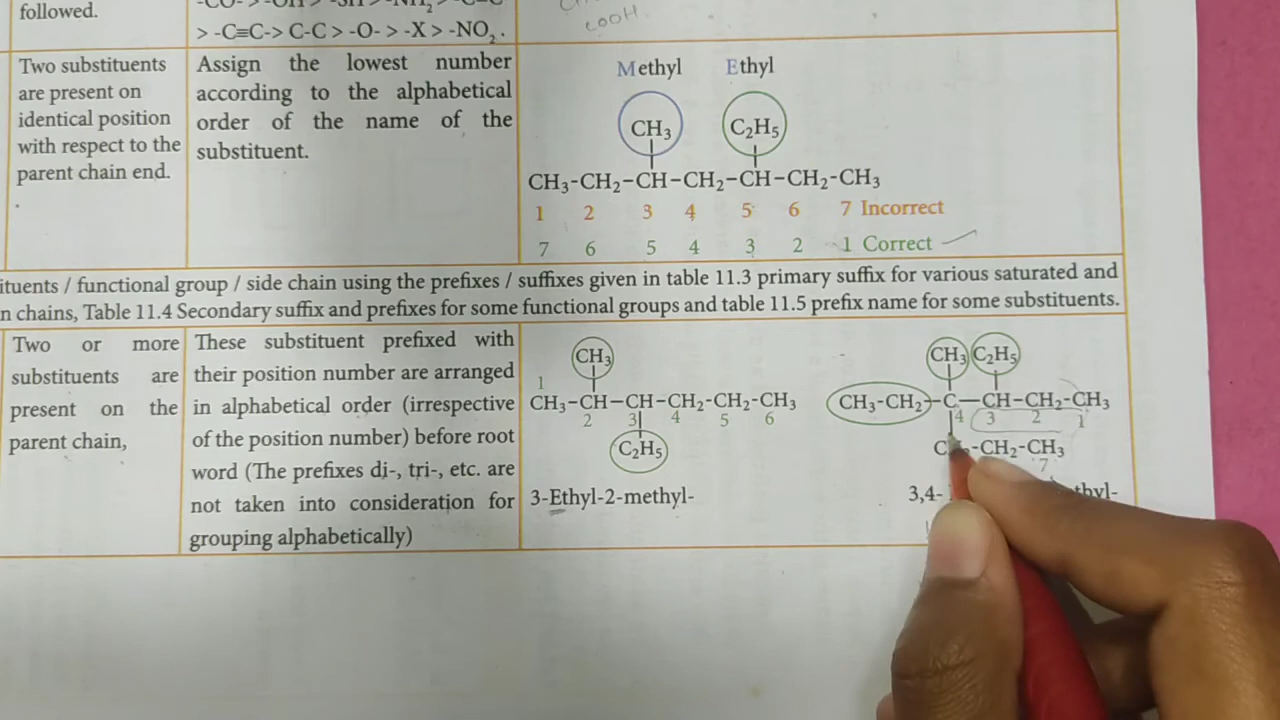 followed.
> -C≡C-> C-C > -O- > -X > -NO₂.
COOH
Two substituents are present on identical position with respect to the parent chain end.
Assign the lowest number according to the alphabetical order of the name of the substituent.
Methyl Ethyl
CH₃ C₂H₅
CH₃-CH₂-CH-CH₂-CH-CH₂-CH₃
1 2 3 4 5 6 7 Incorrect
7 6 5 4 3 2 1 Correct
ituents / functional group / side chain using the prefixes / suffixes given in table 11.3 primary suffix for various saturated and
n chains, Table 11.4 Secondary suffix and prefixes for some functional groups and table 11.5 prefix name for some substituents.
Two or more
substituents are
present on the
parent chain,
These substituent prefixed with
their position number are arranged
in alphabetical order (irrespective
of the position number) before root
word (The prefixes di-, tri-, etc. are
not taken into consideration for
grouping alphabetically)
CH₃
1
CH₃-CH-CH-CH₂-CH₂-CH₃
2 3 4 5 6
C₂H₅
3-Ethyl-2-methyl-
CH₃ C₂H₅
CH₃-CH₂-C-CH-CH₂-CH₃
4 3 2 1
-CH₂-CH₃
7
3,4-